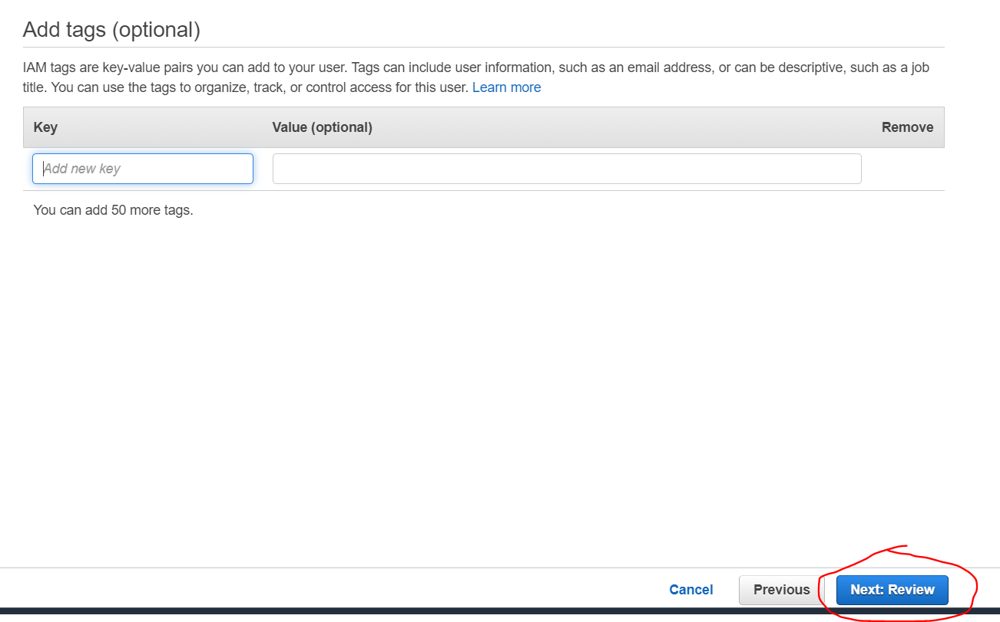 Add tags (optional)
IAM tags are key-value pairs you can add to your user. Tags can include user information, such as an email address, or can be descriptive, such as a job
title. You can use the tags to organize, track, or control access for this user. Learn more
Key Value (optional) Remove
Add new key
You can add 50 more tags.
Cancel Previous Next: Review